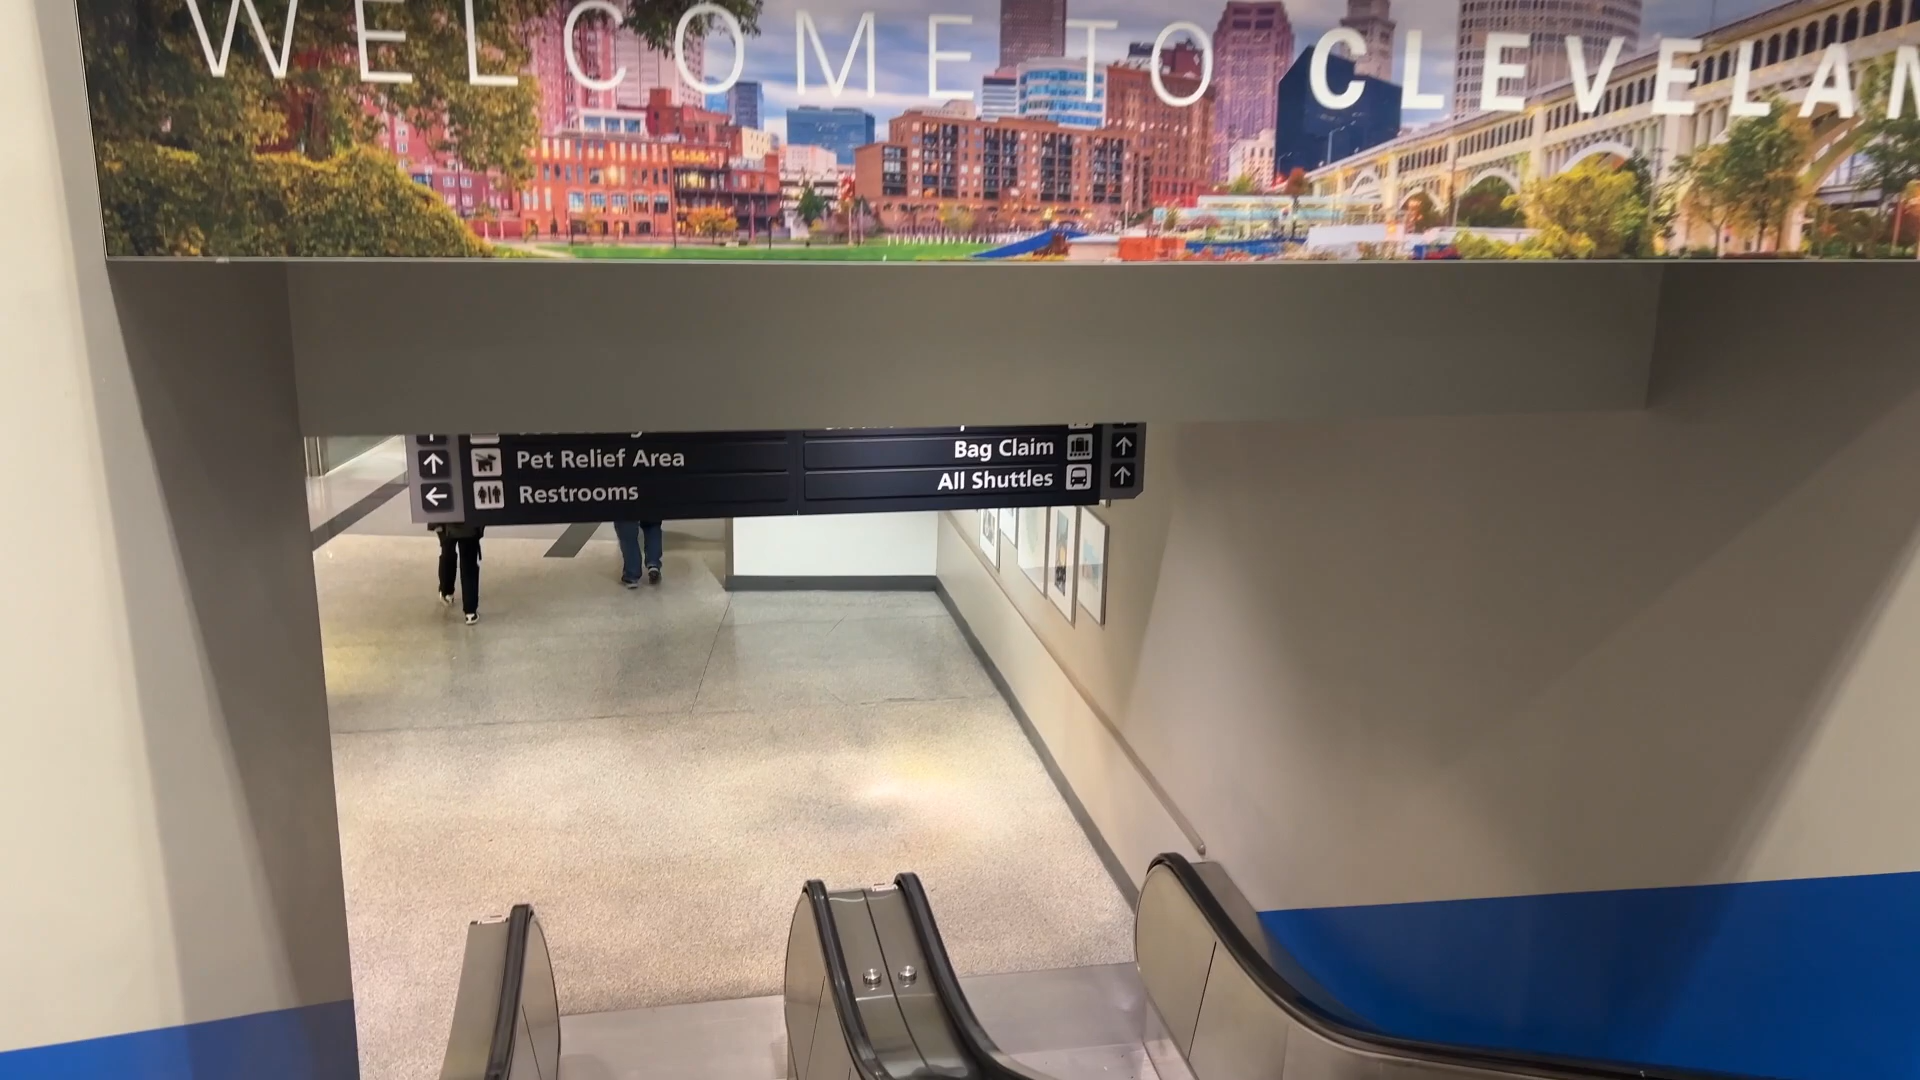 WELCOME TO CLEVELAN
Pet Relief Area
Restrooms
Bag Claim
All Shuttles